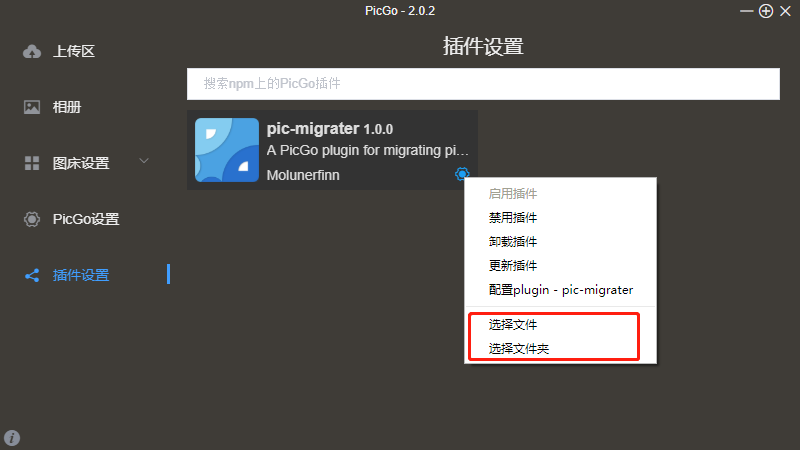 PicGo - 2.0.2
上传区
相册
图床设置
PicGo设置
插件设置
插件设置
搜索npm上的PicGo插件
pic-migrater 1.0.0
A PicGo plugin for migrating pi...
Molunerfinn
启用插件
禁用插件
卸载插件
更新插件
配置plugin - pic-migrater
选择文件
选择文件夹